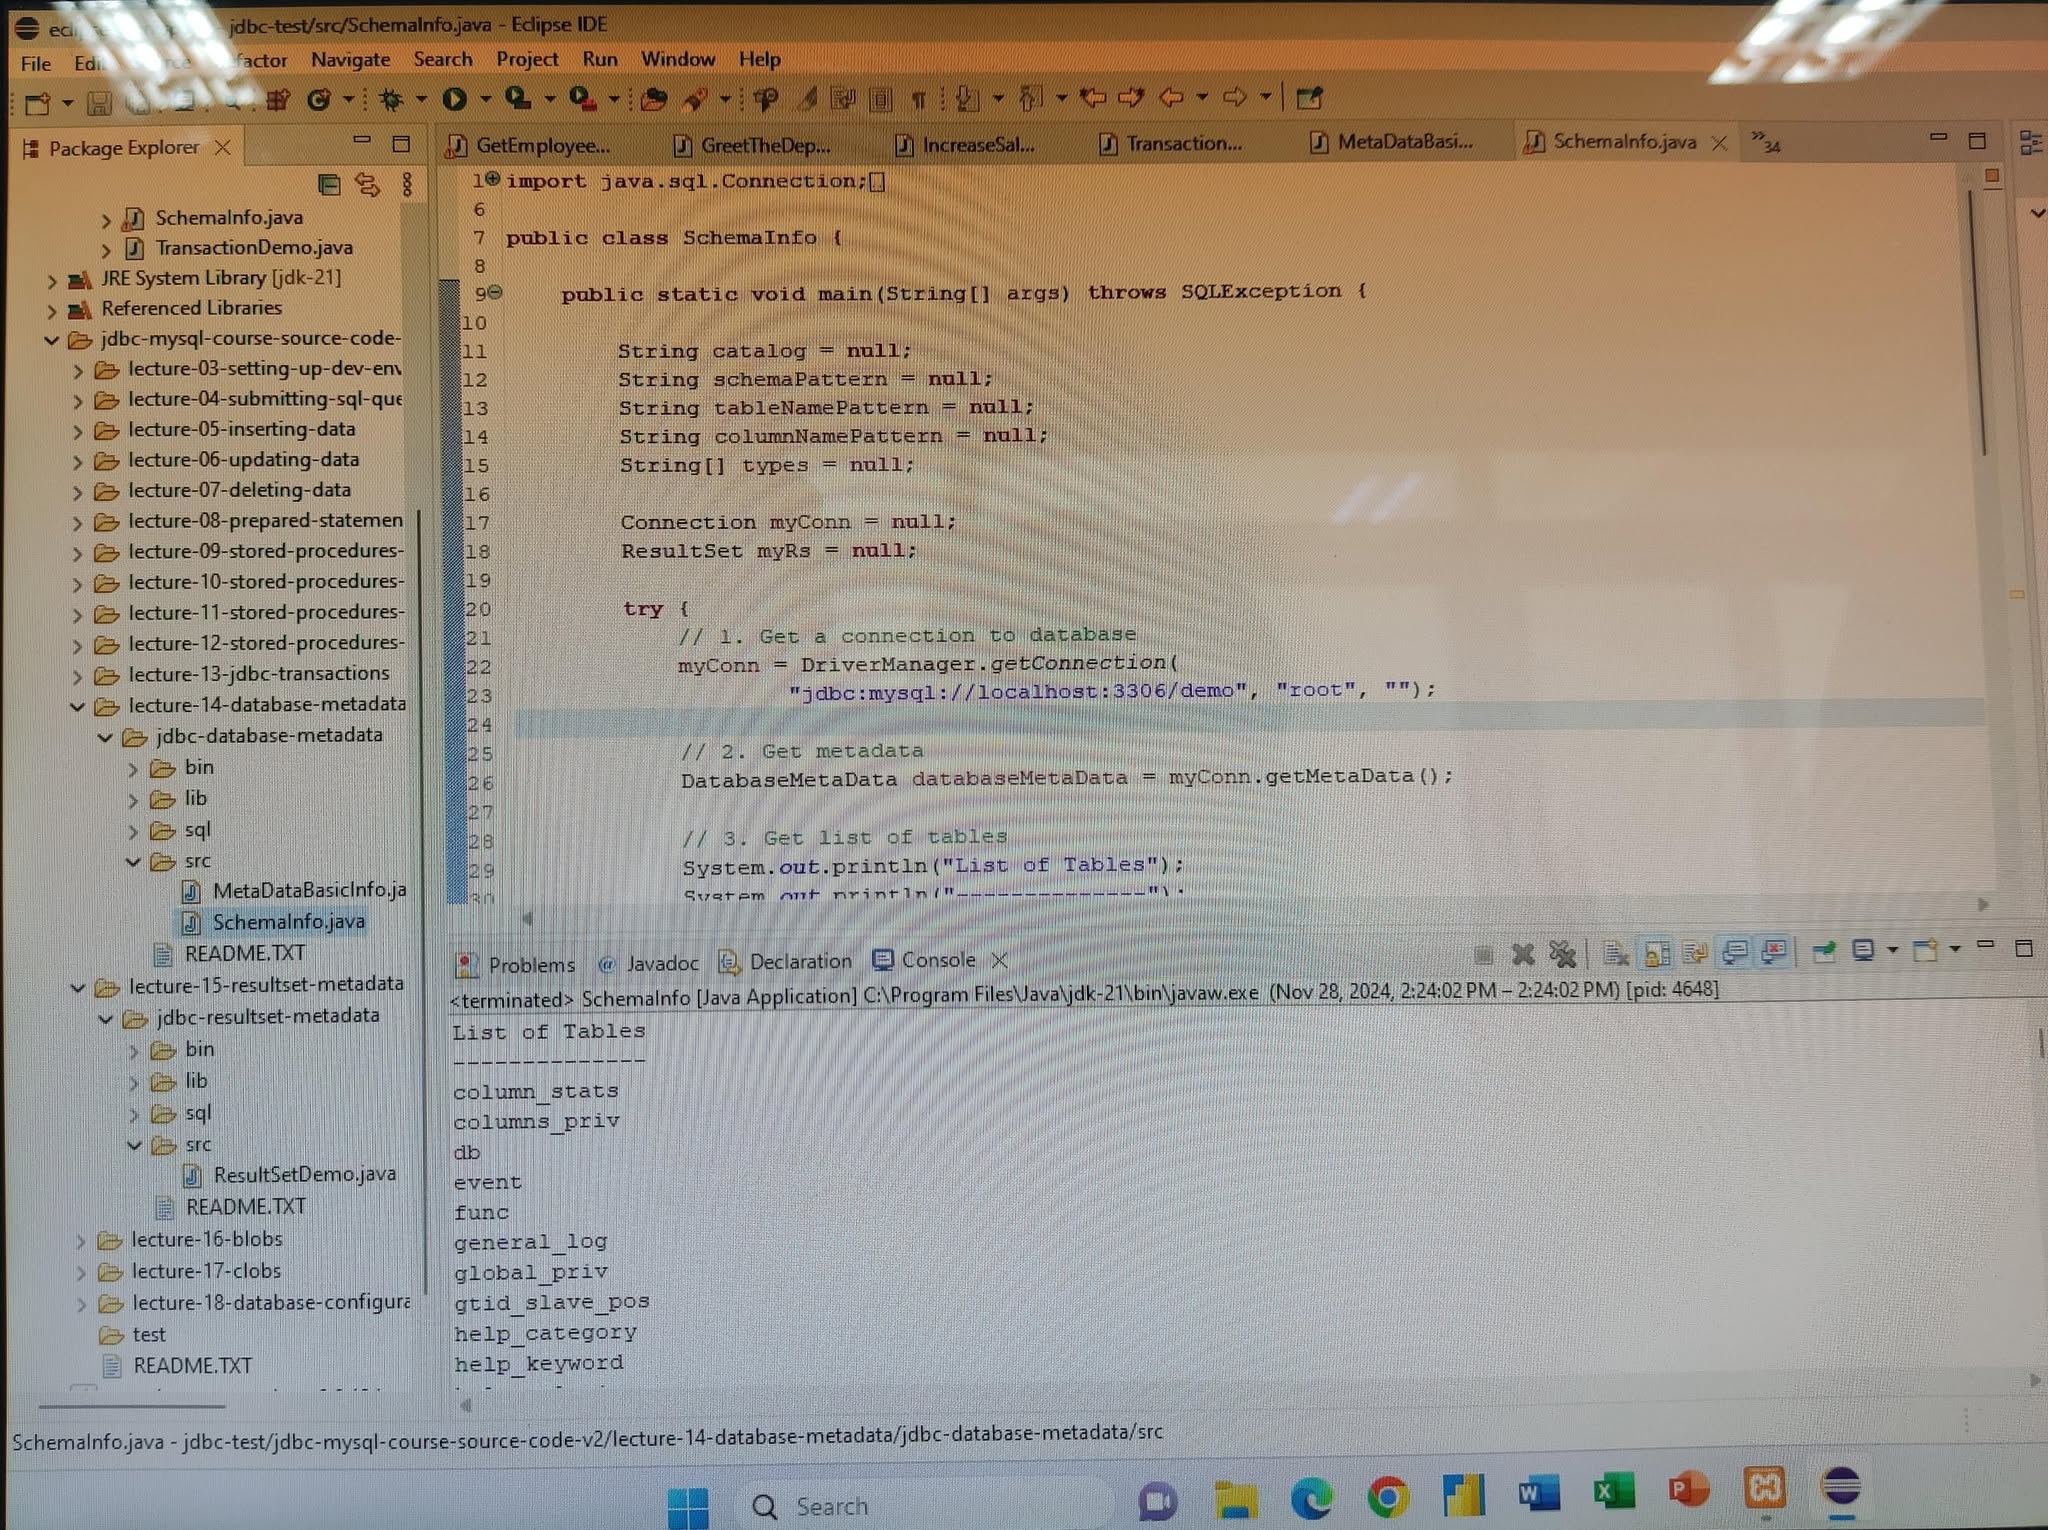 jdbc-test/src/SchemaInfo.java - Eclipse IDE
File Navigate Search Project Run Window Help
Package Explorer
GetEmployee... GreetTheDep... IncreaseSal... Transaction... MetaDataBasi... SchemaInfo.java 34
SchemaInfo.java
TransactionDemo.java
JRE System Library [jdk-21]
Referenced Libraries
jdbc-mysql-course-source-code-
lecture-03-setting-up-dev-env
lecture-04-submitting-sql-que
lecture-05-inserting-data
lecture-06-updating-data
lecture-07-deleting-data
lecture-08-prepared-statemen
lecture-09-stored-procedures-
lecture-10-stored-procedures-
lecture-11-stored-procedures-
lecture-12-stored-procedures-
lecture-13-jdbc-transactions
lecture-14-database-metadata
jdbc-database-metadata
bin
lib
sql
src
MetaDataBasicInfo.ja
SchemaInfo.java
README.TXT
lecture-15-resultset-metadata
jdbc-resultset-metadata
bin
lib
sql
src
ResultSetDemo.java
README.TXT
lecture-16-blobs
lecture-17-clobs
lecture-18-database-configura
test
README.TXT
1 import java.sql.Connection;
6
7 public class SchemaInfo {
8
9 public static void main(String[] args) throws SQLException {
10
11 String catalog = null;
12 String schemaPattern = null;
13 String tableNamePattern = null;
14 String columnNamePattern = null;
15 String[] types = null;
16
17 Connection myConn = null;
18 ResultSet myRs = null;
19
20 try {
21 // 1. Get a connection to database
22 myConn = DriverManager.getConnection(
23 "jdbc:mysql://localhost:3306/demo", "root", "");
24
25 // 2. Get metadata
26 DatabaseMetaData databaseMetaData = myConn.getMetaData();
27
28 // 3. Get list of tables
29 System.out.println("List of Tables");
30 System.out.println("--------------");
Problems Javadoc Declaration Console
<terminated> SchemaInfo [Java Application] C:\Program Files\Java\jdk-21\bin\javaw.exe (Nov 28, 2024, 2:24:02 PM – 2:24:02 PM) [pid: 4648]
List of Tables
--------------
column_stats
columns_priv
db
event
func
general_log
global_priv
gtid_slave_pos
help_category
help_keyword
SchemaInfo.java - jdbc-test/jdbc-mysql-course-source-code-v2/lecture-14-database-metadata/jdbc-database-metadata/src
Search